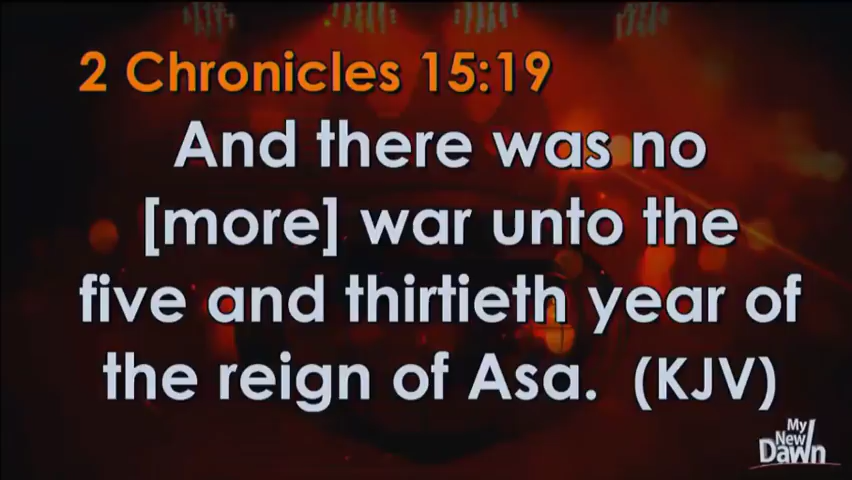 2 Chronicles 15:19
And there was no
[more] war unto the
five and thirtieth year of
the reign of Asa. (KJV)
My
New
Dawn